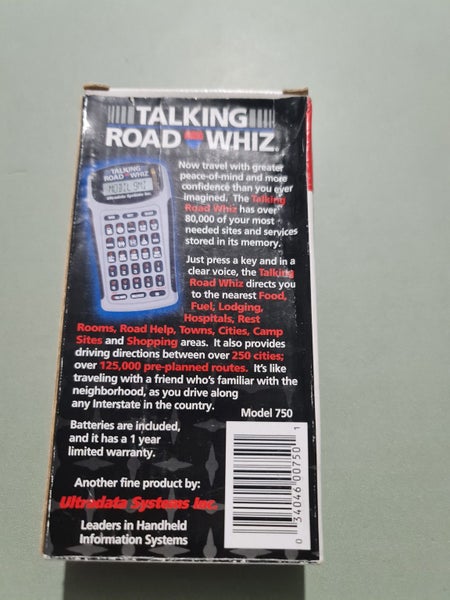 TALKING
ROAD WHIZ
TALKING
ROAD WHIZ
Ultradata Systems Inc.
Now travel with greater
peace-of-mind and more
confidence than you ever
imagined. The Talking
Road Whiz has over
80,000 of your most
needed sites and services
stored in its memory.
Just press a key and in a
clear voice, the Talking
Road Whiz directs you
to the nearest Food,
Fuel, Lodging,
Hospitals, Rest
Rooms, Road Help, Towns, Cities, Camp
Sites and Shopping areas. It also provides
driving directions between over 250 cities;
over 125,000 pre-planned routes. It's like
traveling with a friend who's familiar with the
neighborhood, as you drive along
any Interstate in the country.
Model 750
Batteries are included,
and it has a 1 year
limited warranty.
Another fine product by:
Ultradata Systems Inc.
Leaders in Handheld
Information Systems
0 34046 00750 1